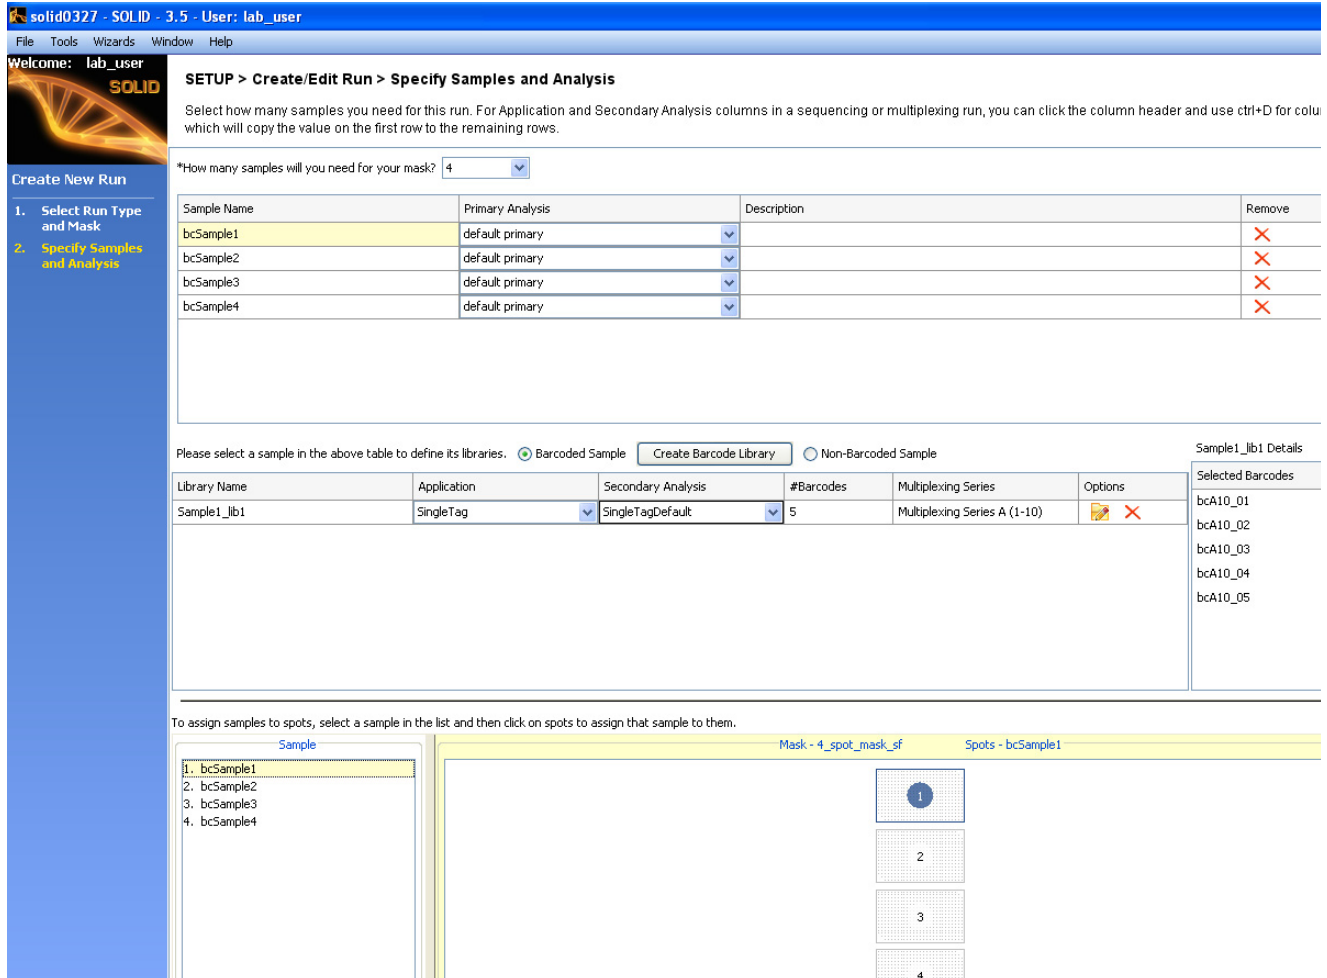 solid0327 - SOLID - 3.5 - User: lab_user
File Tools Wizards Window Help
Welcome: lab_user
SOLID
SETUP > Create/Edit Run > Specify Samples and Analysis
Select how many samples you need for this run. For Application and Secondary Analysis columns in a sequencing or multiplexing run, you can click the column header and use ctrl+D for colu
which will copy the value on the first row to the remaining rows.
Create New Run
1. Select Run Type
and Mask
2. Specify Samples
and Analysis
*How many samples will you need for your mask? 4
Sample Name Primary Analysis Description Remove
bcSample1 default primary
bcSample2 default primary
bcSample3 default primary
bcSample4 default primary
Please select a sample in the above table to define its libraries. Barcoded Sample Create Barcode Library Non-Barcoded Sample
Library Name Application Secondary Analysis #Barcodes Multiplexing Series Options
Sample1_lib1 SingleTag SingleTagDefault 5 Multiplexing Series A (1-10)
Sample1_lib1 Details
Selected Barcodes
bcA10_01
bcA10_02
bcA10_03
bcA10_04
bcA10_05
To assign samples to spots, select a sample in the list and then click on spots to assign that sample to them.
Sample
1. bcSample1
2. bcSample2
3. bcSample3
4. bcSample4
Mask - 4_spot_mask_sf Spots - bcSample1
1
2
3
4